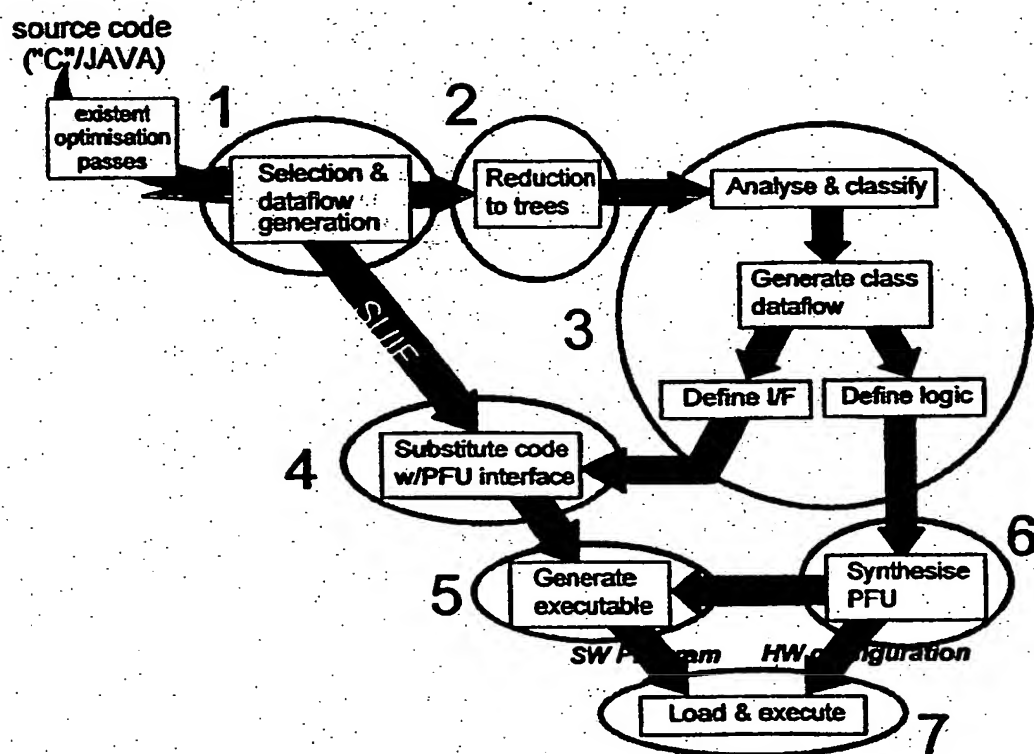 source code
("C"/JAVA)
existent
optimisation
passes
1
Selection &
dataflow
generation
2
Reduction
to trees
Analyse & classify
Generate class
dataflow
3
Define I/F
Define logic
SUIF
4
Substitute code
w/PFU interface
5
Generate
executable
6
Synthesise
PFU
SW
HW
Load & execute
7